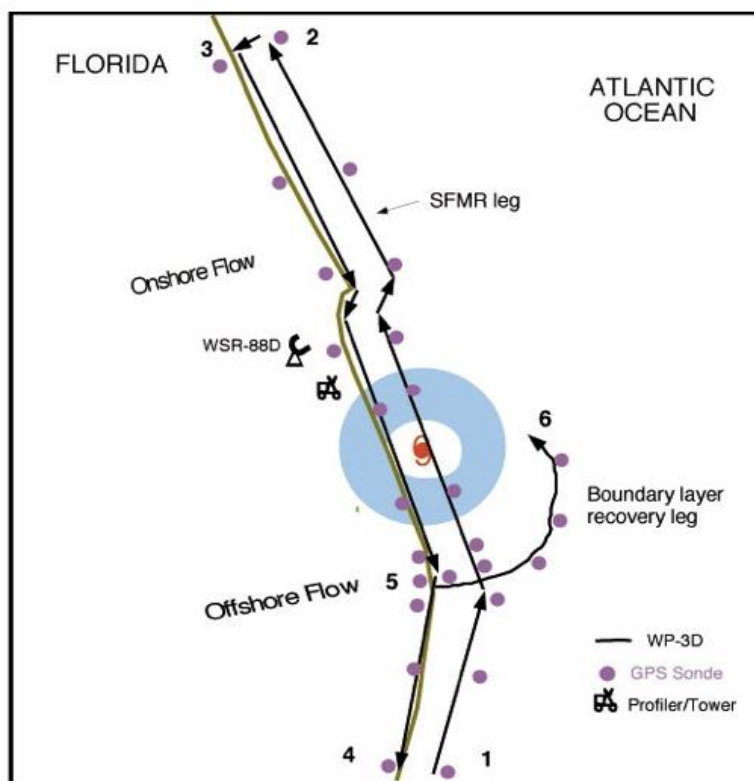 3
2
FLORIDA
ATLANTIC
OCEAN
SFMR leg
Onshore Flow
WSR-88D
6
Boundary layer
recovery leg
5
Offshore Flow
WP-3D
GPS Sonde
Profiler/Tower
4
1